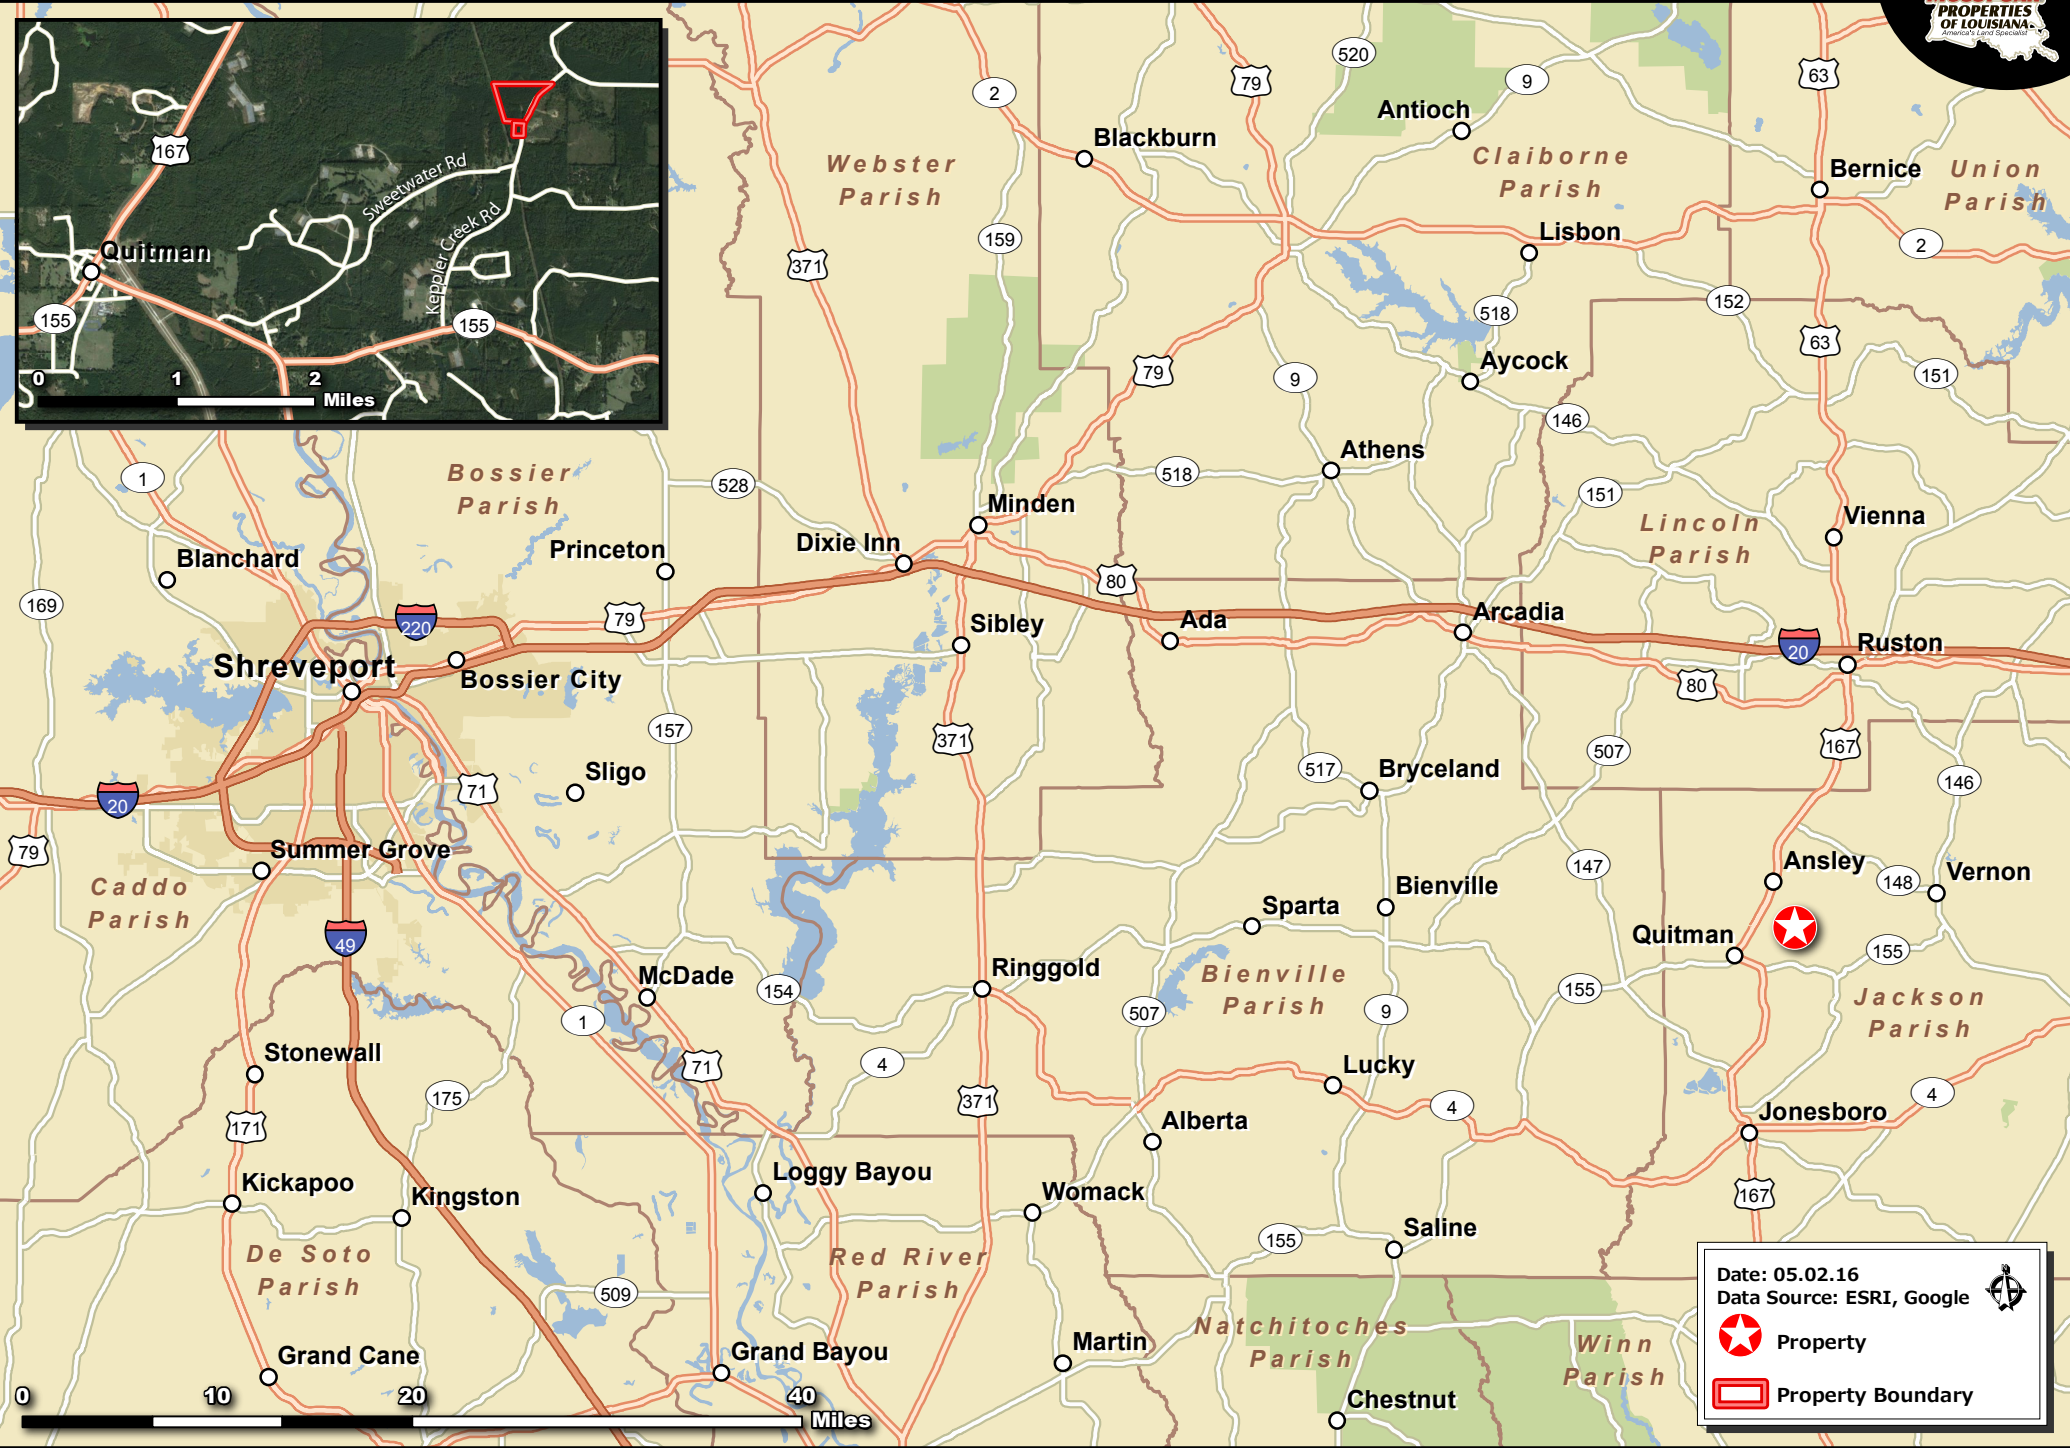 PROPERTIES
OF LOUISIANA
America's Land Specialist
167
Sweetwater Rd
Keppler Creek Rd
Quitman
155
155
0 1 2
Miles
520
79
9
63
2
Antioch
Blackburn
Webster
Parish
Claiborne
Parish
Bernice
Union
Parish
159
Lisbon
2
371
518
152
63
Aycock
79
9
151
146
Athens
Bossier
Parish
1
528
518
151
Minden
Lincoln
Parish
Vienna
Dixie Inn
Princeton
Blanchard
80
169
220
79
Sibley
Ada
Arcadia
20
Ruston
Shreveport
Bossier City
80
157
371
167
507
Sligo
517
Bryceland
146
71
20
79
Summer Grove
147
Ansley
148
Vernon
Caddo
Parish
Bienville
Sparta
49
Quitman
155
McDade
154
Ringgold
Bienville
Parish
155
Jackson
Parish
507
9
1
Stonewall
71
4
Lucky
175
371
4
4
171
Alberta
Jonesboro
Loggy Bayou
Kickapoo
Kingston
Womack
167
De Soto
Parish
Red River
Parish
155
Saline
509
Date: 05.02.16
Data Source: ESRI, Google
Property
Property Boundary
Natchitoches
Parish
Winn
Parish
Martin
Grand Cane
Grand Bayou
Chestnut
0 10 20 40
Miles